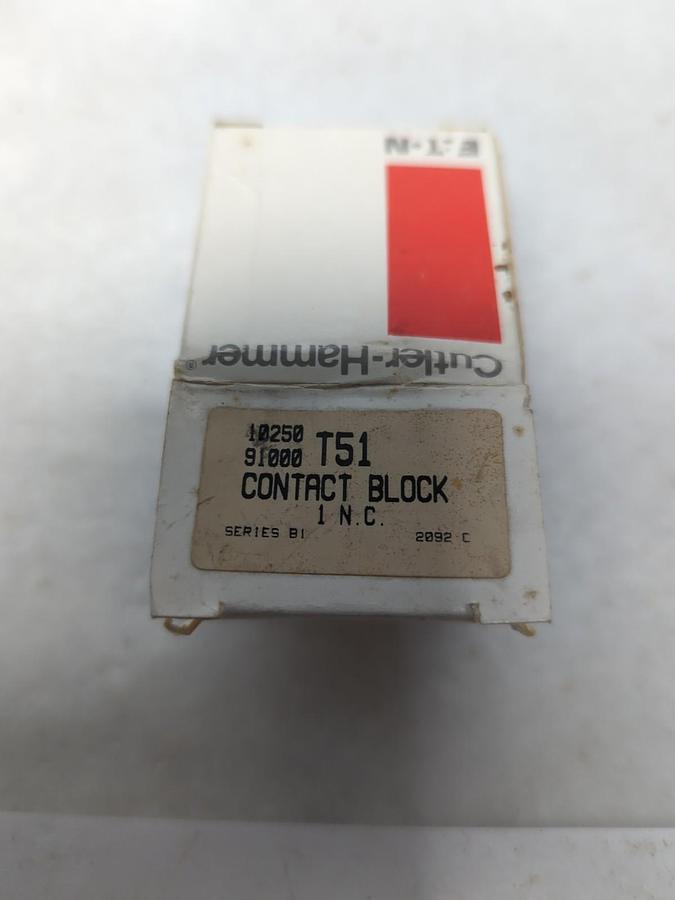 E·T·N
Cutler-Hammer®
10250
91000 T51
CONTACT BLOCK
1 N.C.
SERIES B1 2092 C